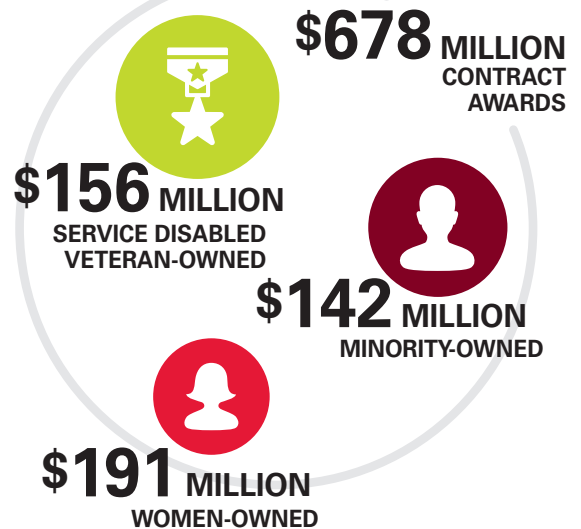 $678 MILLION
CONTRACT
AWARDS
$156 MILLION
SERVICE DISABLED
VETERAN-OWNED
$142 MILLION
MINORITY-OWNED
$191 MILLION
WOMEN-OWNED